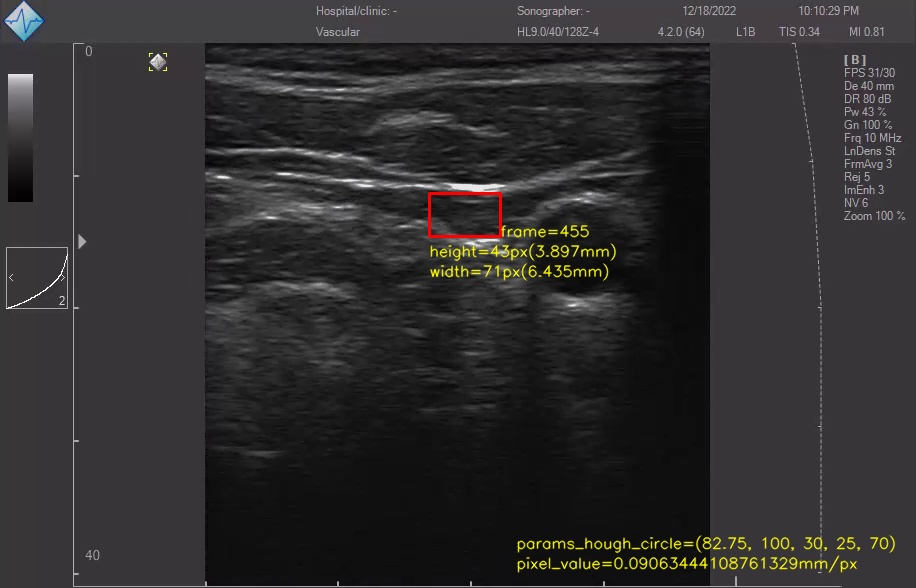 Hospital/clinic: - Sonographer: - 12/18/2022 10:10:29 PM
Vascular HL9.0/40/128Z-4 4.2.0 (64) L1B TIS 0.34 MI 0.81
0
[ B ]
FPS 31/30
De 40 mm
DR 80 dB
Pw 43 %
Gn 100 %
Frq 10 MHz
LnDens St
FrmAvg 3
Rej 5
ImEnh 3
NV 6
Zoom 100 %
frame=455
height=43px(3.897mm)
width=71px(6.435mm)
2
40
params_hough_circle=(82.75, 100, 30, 25, 70)
pixel_value=0.09063444108761329mm/px